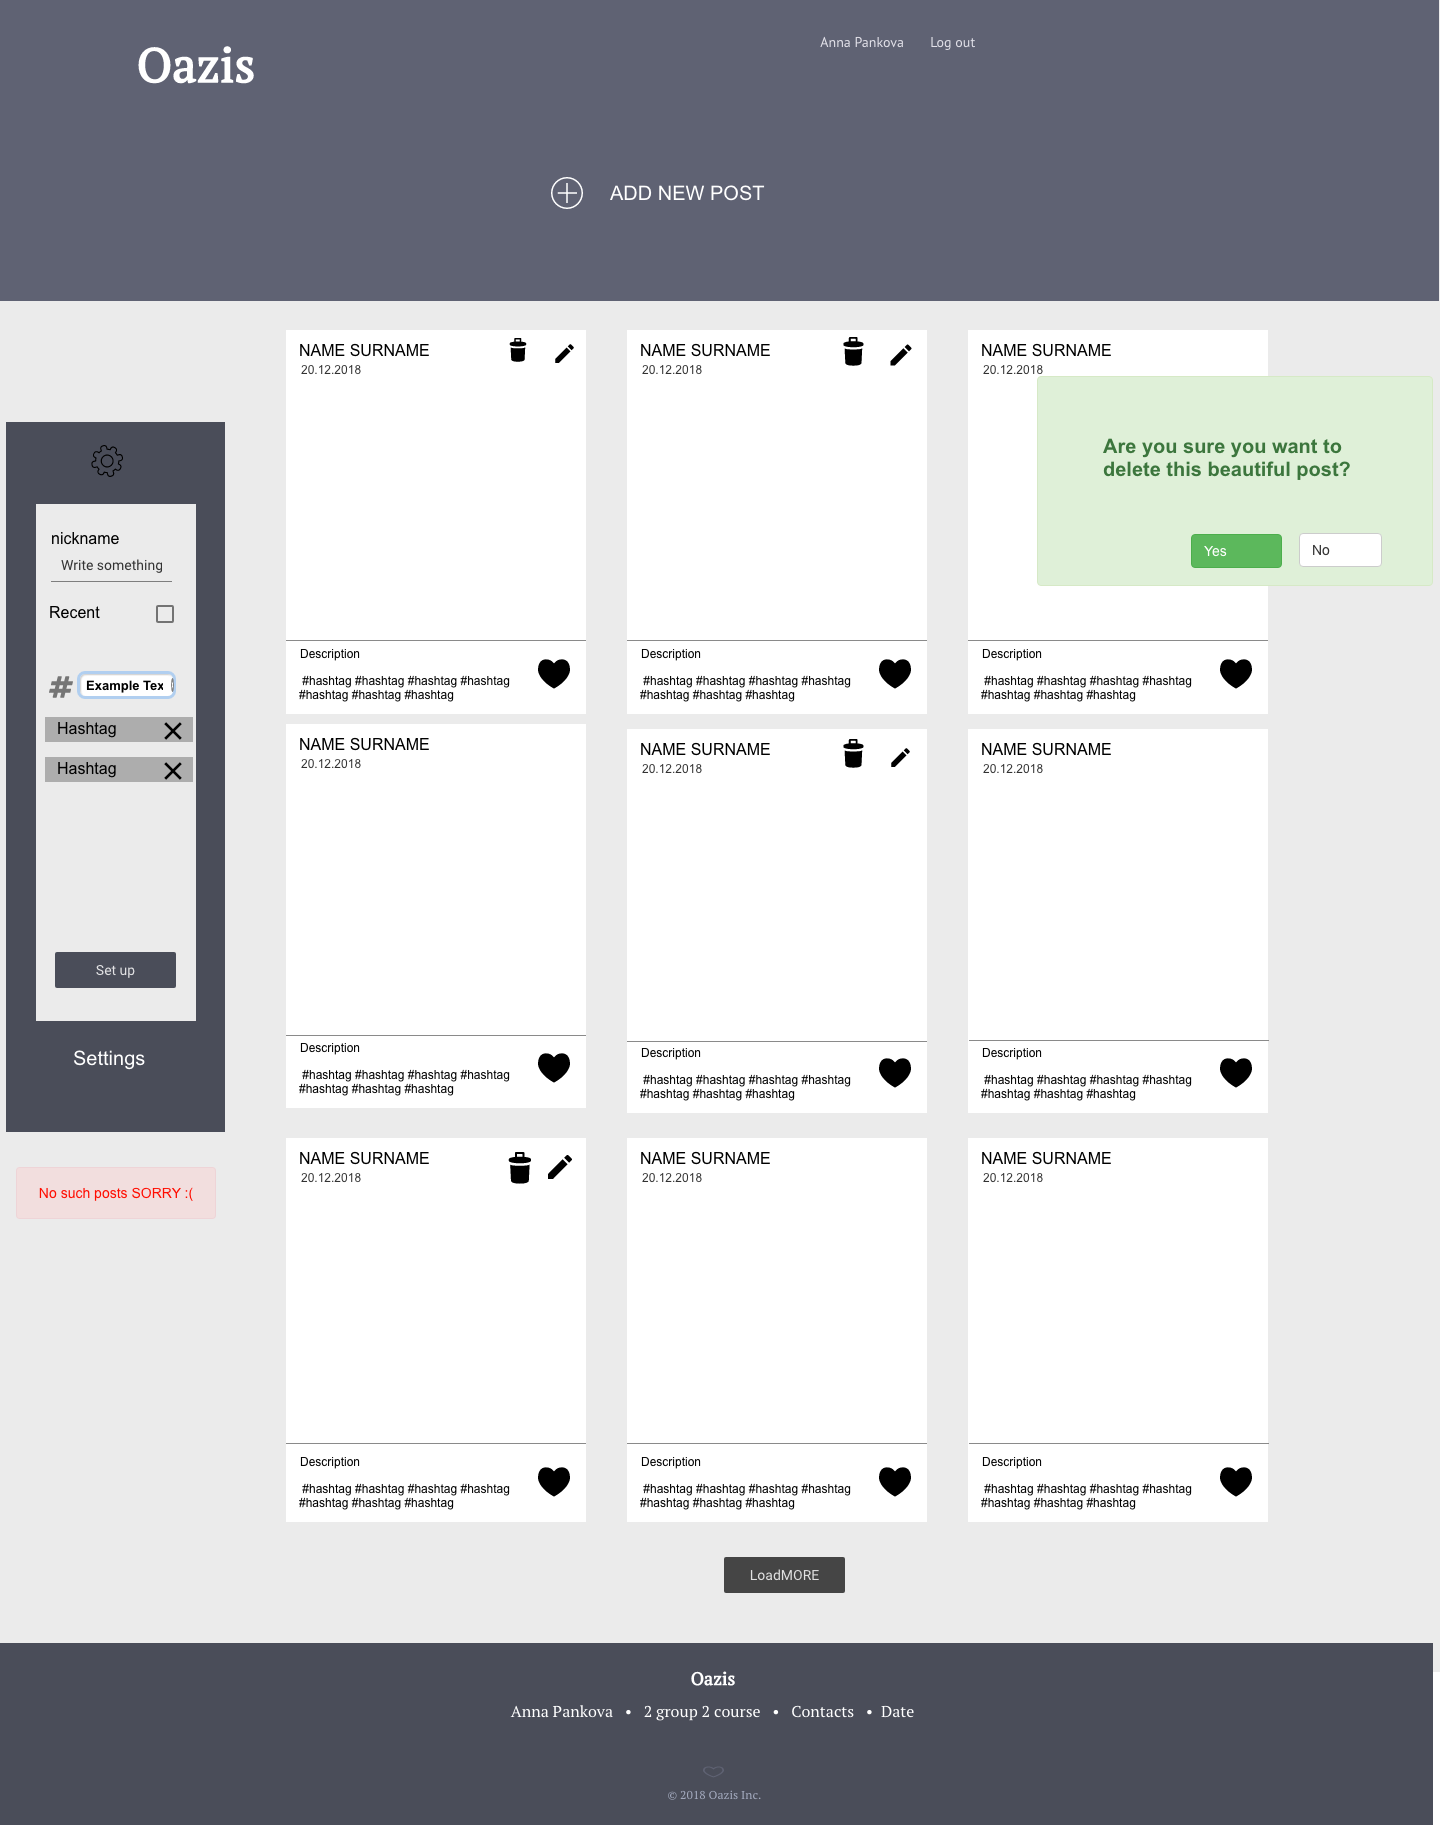 Oazis
Anna Pankova Log out
ADD NEW POST
NAME SURNAME
20.12.2018
NAME SURNAME
20.12.2018
NAME SURNAME
20.12.2018
Are you sure you want to
delete this beautiful post?
Yes
No
nickname
Write something
Recent
# Example Tex
Hashtag
Hashtag
Set up
Settings
No such posts SORRY :(
Description
#hashtag #hashtag #hashtag #hashtag
#hashtag #hashtag #hashtag
Description
#hashtag #hashtag #hashtag #hashtag
#hashtag #hashtag #hashtag
Description
#hashtag #hashtag #hashtag #hashtag
#hashtag #hashtag #hashtag
NAME SURNAME
20.12.2018
NAME SURNAME
20.12.2018
NAME SURNAME
20.12.2018
Description
#hashtag #hashtag #hashtag #hashtag
#hashtag #hashtag #hashtag
Description
#hashtag #hashtag #hashtag #hashtag
#hashtag #hashtag #hashtag
Description
#hashtag #hashtag #hashtag #hashtag
#hashtag #hashtag #hashtag
NAME SURNAME
20.12.2018
NAME SURNAME
20.12.2018
NAME SURNAME
20.12.2018
Description
#hashtag #hashtag #hashtag #hashtag
#hashtag #hashtag #hashtag
Description
#hashtag #hashtag #hashtag #hashtag
#hashtag #hashtag #hashtag
Description
#hashtag #hashtag #hashtag #hashtag
#hashtag #hashtag #hashtag
LoadMORE
Oazis
Anna Pankova • 2 group 2 course • Contacts • Date
© 2018 Oazis Inc.